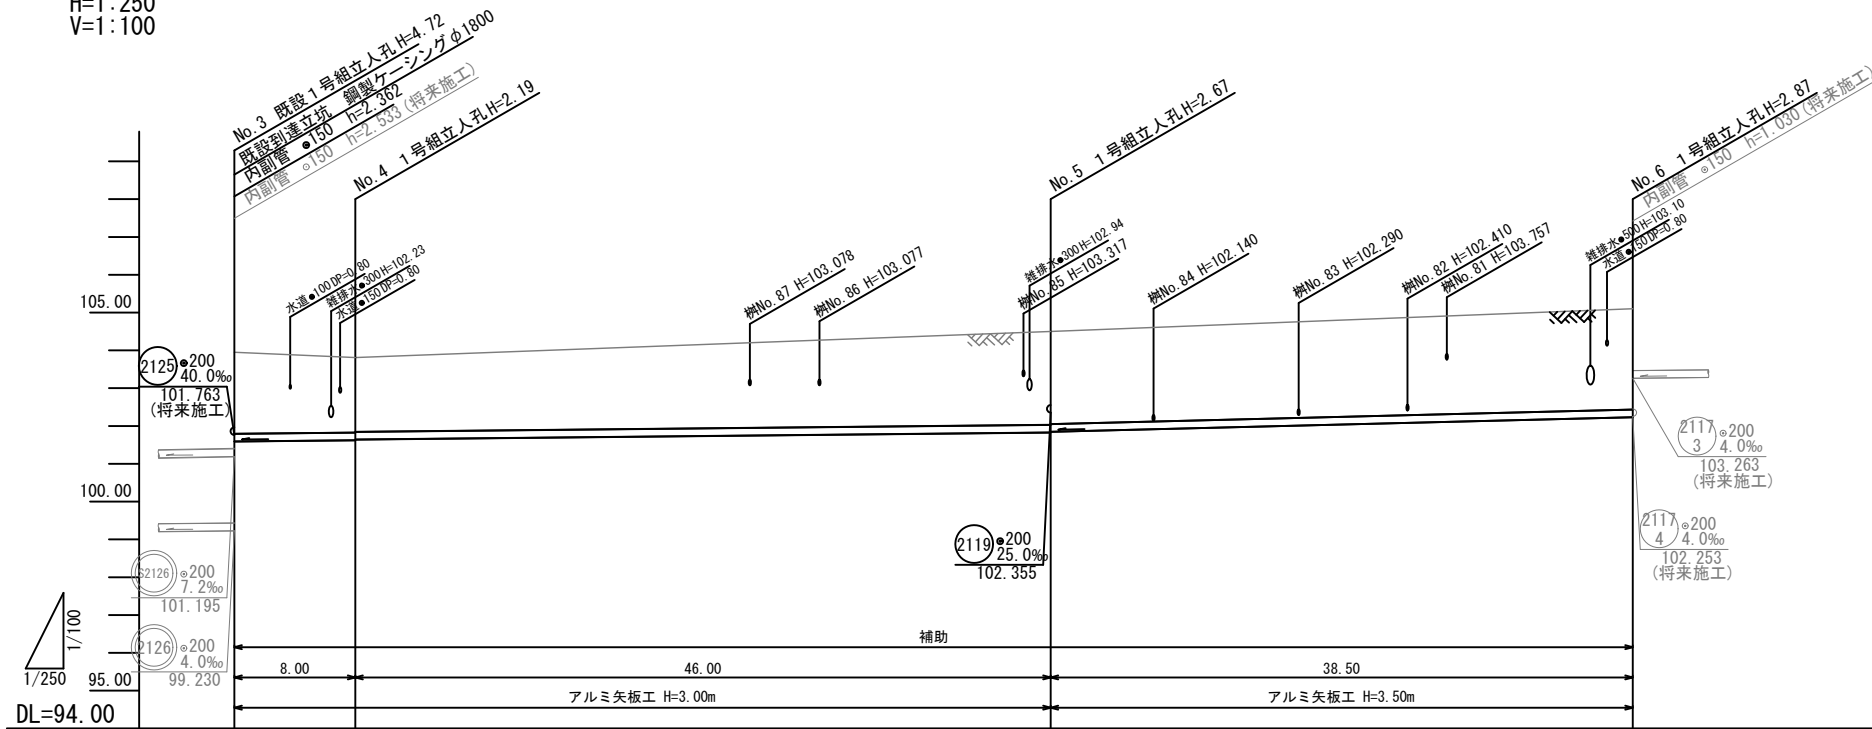 H=1:250
V=1:100
No.3 既設1号組立人孔 H=4.72
既設到達立坑 鋼製ケーシングφ1800
内副管 ⦿150 h=2.362
内副管 ⦿150 h=2.533 (将来施工)
No.4 1号組立人孔 H=2.19
No.5 1号組立人孔 H=2.67
No.6 1号組立人孔 H=2.87
内副管 ⦿150 h=1.030 (将来施工)
水道●100 DP=0.80
雑排水●300 H=102.23
水道●150 DP=0.80
桝No.87 H=103.078
桝No.86 H=103.077
雑排水●300 H=102.94
桝No.85 H=103.317
桝No.84 H=102.140
桝No.83 H=102.290
桝No.82 H=102.410
桝No.81 H=103.757
雑排水●500 H=103.10
水道●150 DP=0.80
105.00
100.00
95.00
DL=94.00
2125 ⦿200
40.0‰
101.763
(将来施工)
S2126 ⦿200
7.2‰
101.195
2126 ⦿200
4.0‰
99.230
2119 ⦿200
25.0‰
102.355
2117
3
⦿200
4.0‰
103.263
(将来施工)
2117
4
⦿200
4.0‰
102.253
(将来施工)
1/100
1/250
補助
8.00
46.00
38.50
アルミ矢板工 H=3.00m
アルミ矢板工 H=3.50m